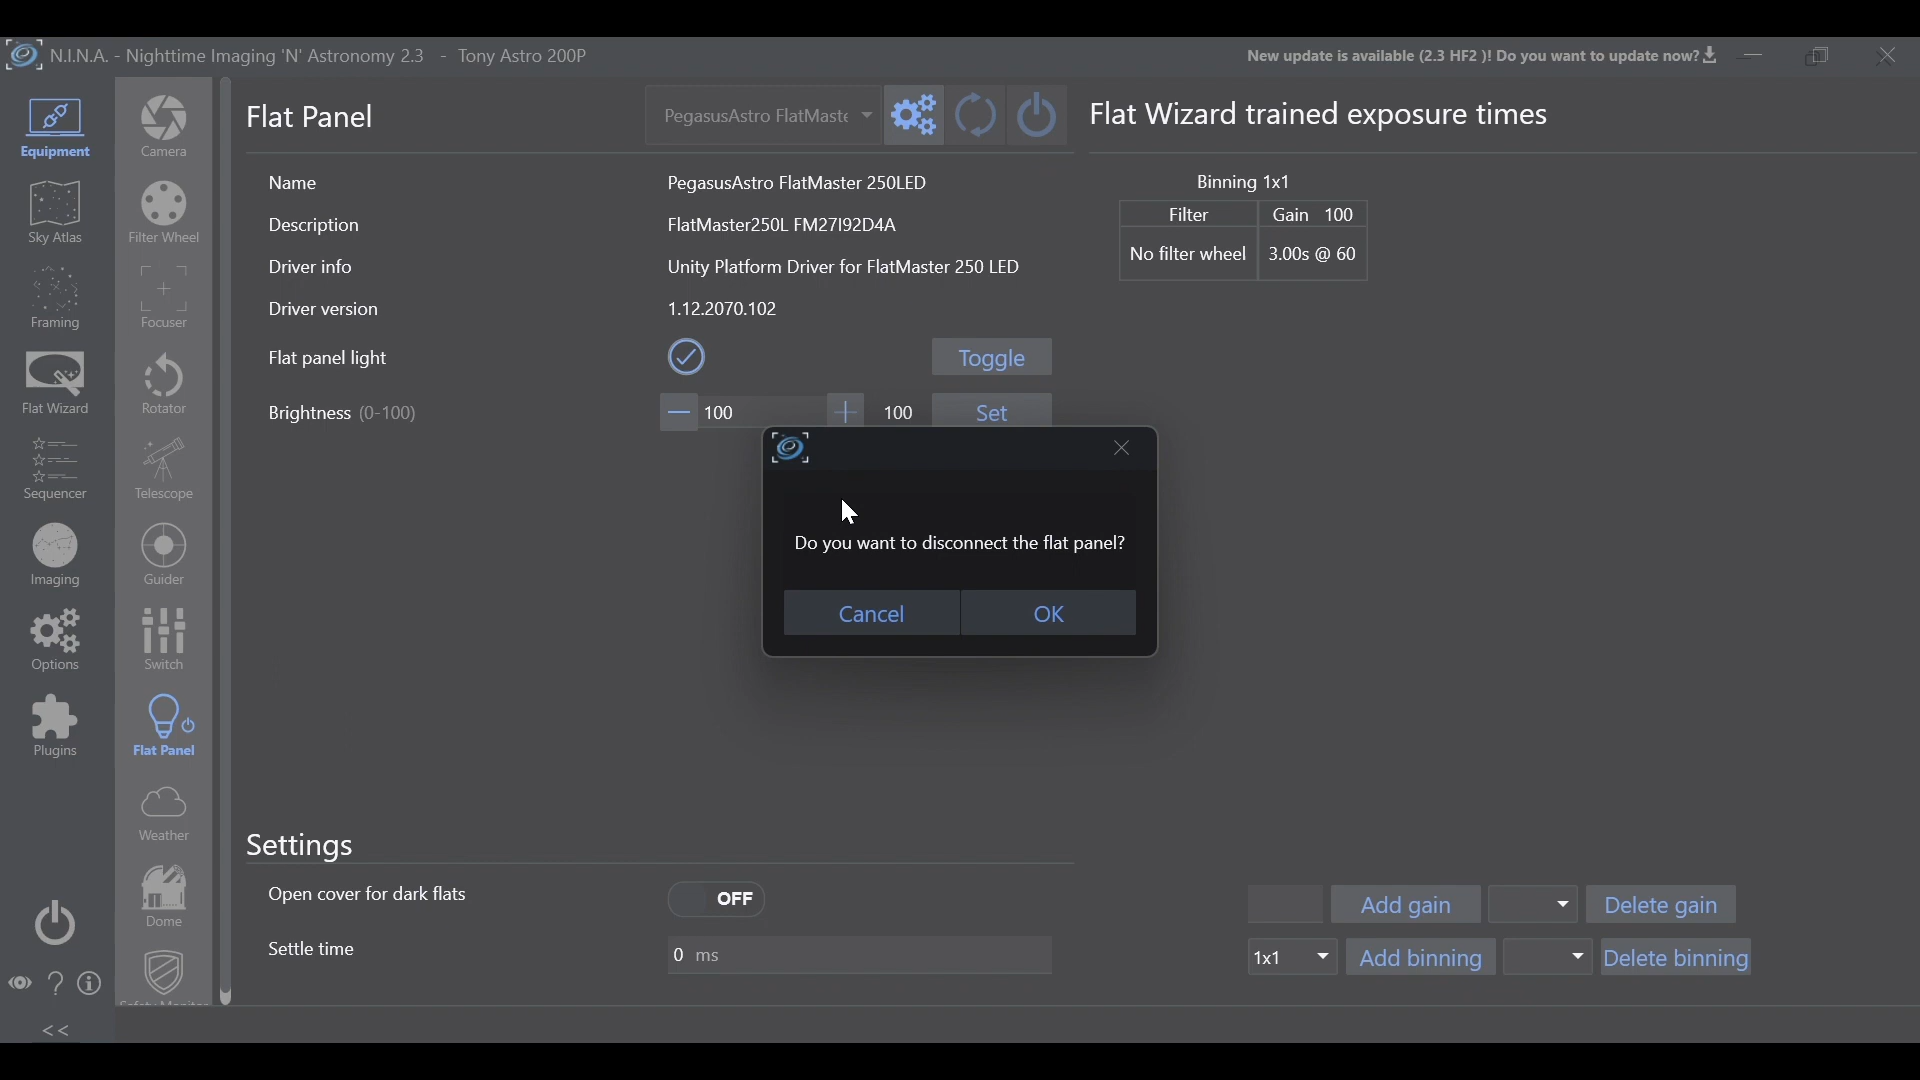 N.I.N.A. - Nighttime Imaging 'N' Astronomy 2.3 - Tony Astro 200P
New update is available (2.3 HF2 )! Do you want to update now?
Equipment
Sky Atlas
Framing
Flat Wizard
Sequencer
Imaging
Options
Plugins
<<
Camera
Filter Wheel
Focuser
Rotator
Telescope
Guider
Switch
Flat Panel
Weather
Dome
Safety Monitor
Flat Panel
PegasusAstro FlatMaste
Name PegasusAstro FlatMaster 250LED
Description FlatMaster250L FM27I92D4A
Driver info Unity Platform Driver for FlatMaster 250 LED
Driver version 1.12.2070.102
Flat panel light Toggle
Brightness (0-100) 100 100 Set
Do you want to disconnect the flat panel?
Cancel OK
Settings
Open cover for dark flats OFF
Settle time 0 ms
Flat Wizard trained exposure times
Binning 1x1
Filter Gain 100
No filter wheel 3.00s @ 60
Add gain Delete gain
1x1 Add binning Delete binning